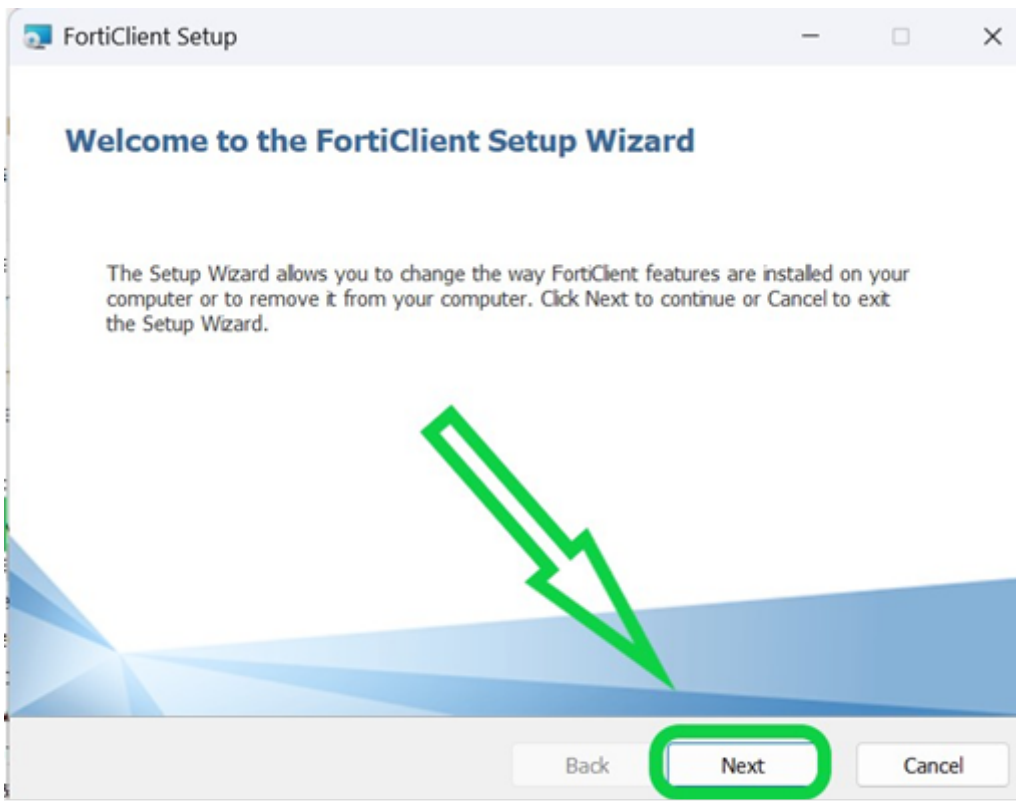 FortiClient Setup
Welcome to the FortiClient Setup Wizard
The Setup Wizard allows you to change the way FortiClient features are installed on your
computer or to remove it from your computer. Click Next to continue or Cancel to exit
the Setup Wizard.
Back Next Cancel